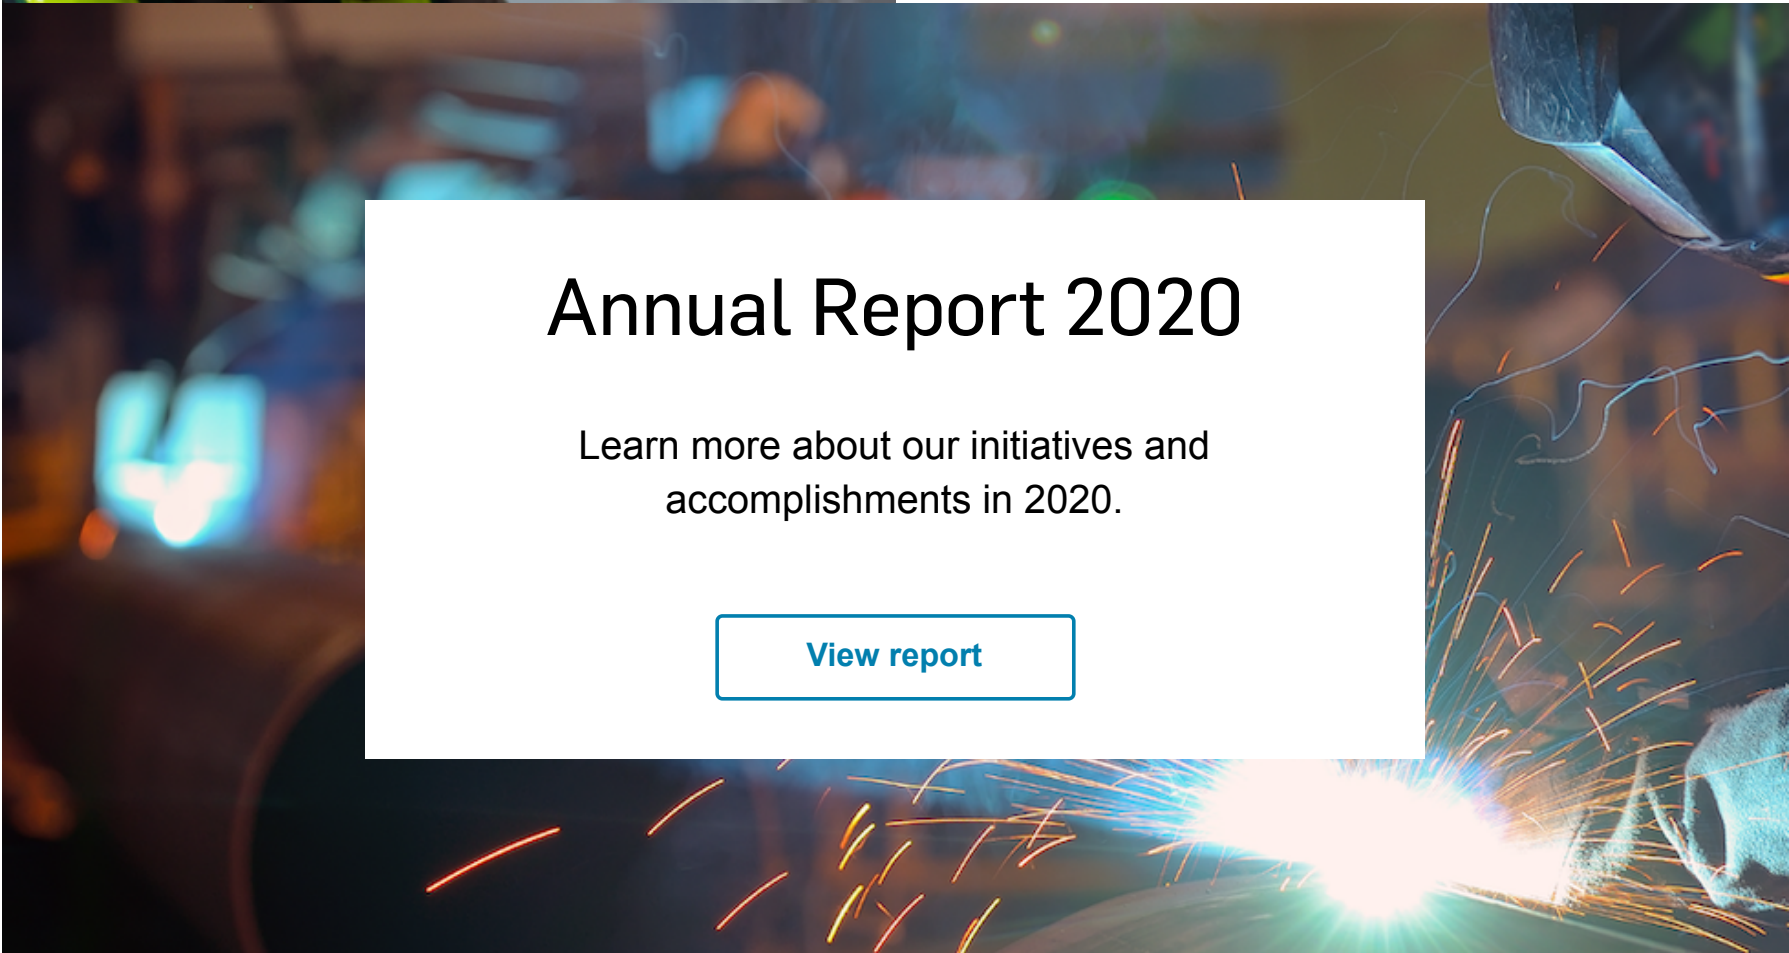 Annual Report 2020
Learn more about our initiatives and
accomplishments in 2020.
View report